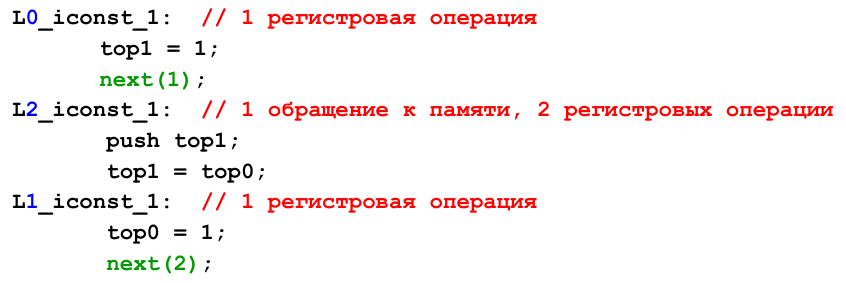 L0_iconst_1:  // 1 регистровая операция
top1 = 1;
next(1);
L2_iconst_1:  // 1 обращение к памяти, 2 регистровых операции
push top1;
top1 = top0;
L1_iconst_1:  // 1 регистровая операция
top0 = 1;
next(2);